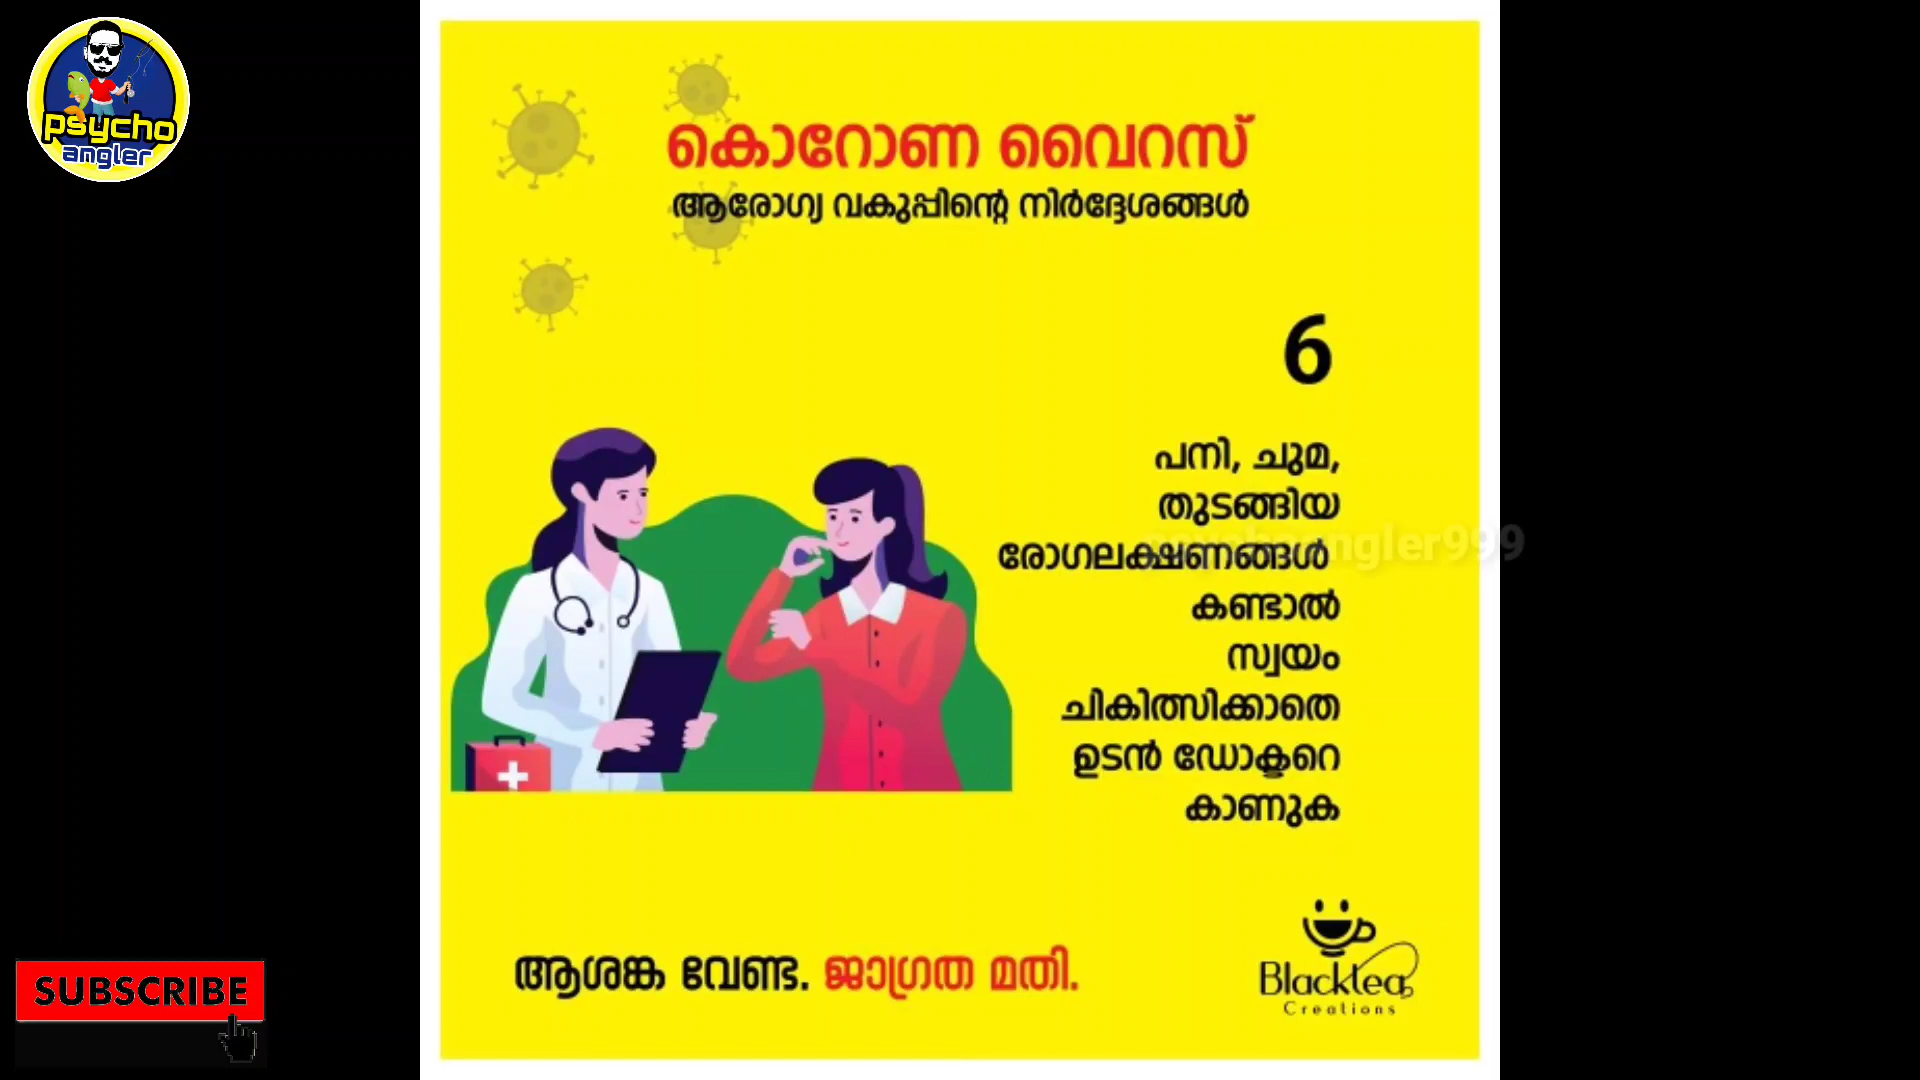 psycho
angler
കൊറോണ വൈറസ്
ആരോഗ്യ വകുപ്പിന്റെ നിർദ്ദേശങ്ങൾ
6
പനി, ചുമ,
തുടങ്ങിയ
രോഗലക്ഷണങ്ങൾ
കണ്ടാൽ
സ്വയം
ചികിത്സിക്കാതെ
ഉടൻ ഡോക്ടറെ
കാണുക
ആശങ്ക വേണ്ട. ജാഗ്രത മതി.
Blacktea
Creations
SUBSCRIBE